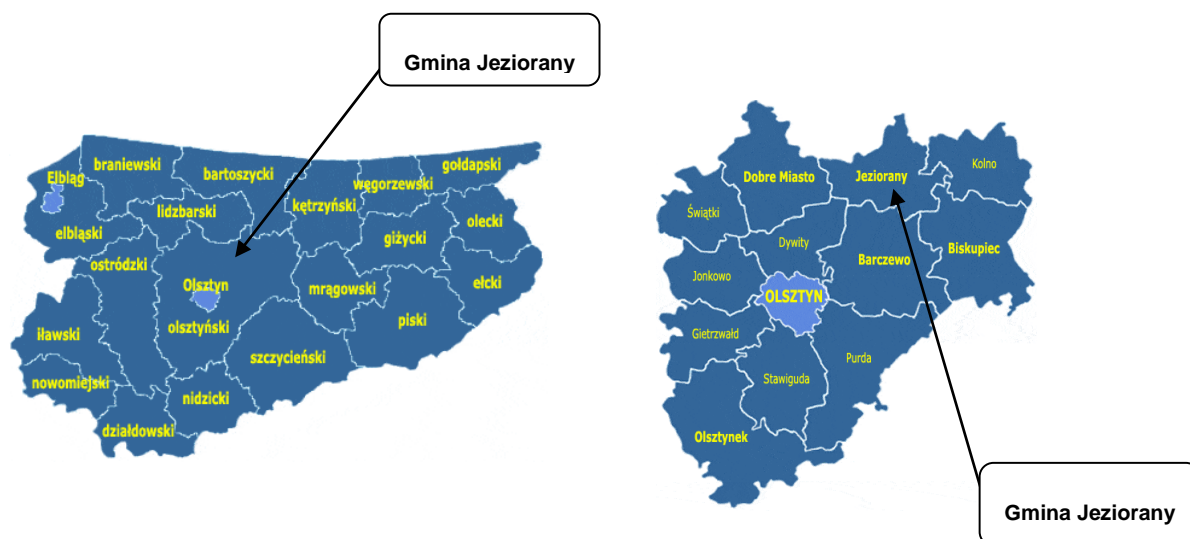 Gmina Jeziorany
braniewski
bartoszycki
gołdapski
Elbląg
węgorzewski
kętrzyński
lidzbarski
olecki
elbląski
giżycki
ostródzki
Olsztyn
mrągowski
ełcki
iławski
olsztyński
piski
szczycieński
nowomiejski
nidzicki
działdowski
Kolno
Dobre Miasto
Jeziorany
Świątki
Dywity
Biskupiec
Barczewo
Jonkowo
OLSZTYN
Gietrzwałd
Purda
Stawiguda
Olsztynek
Gmina Jeziorany